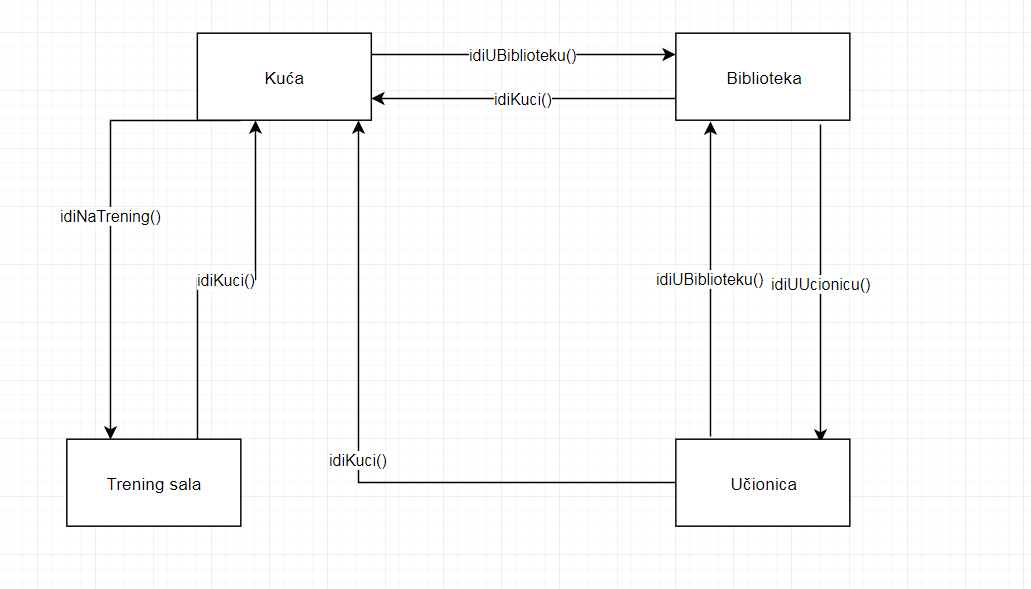 Kuća
idiUBiblioteku()
Biblioteka
idiKuci()
idiNaTrening()
idiKuci()
idiUBiblioteku()
idiUUcionicu()
idiKuci()
Trening sala
Učionica